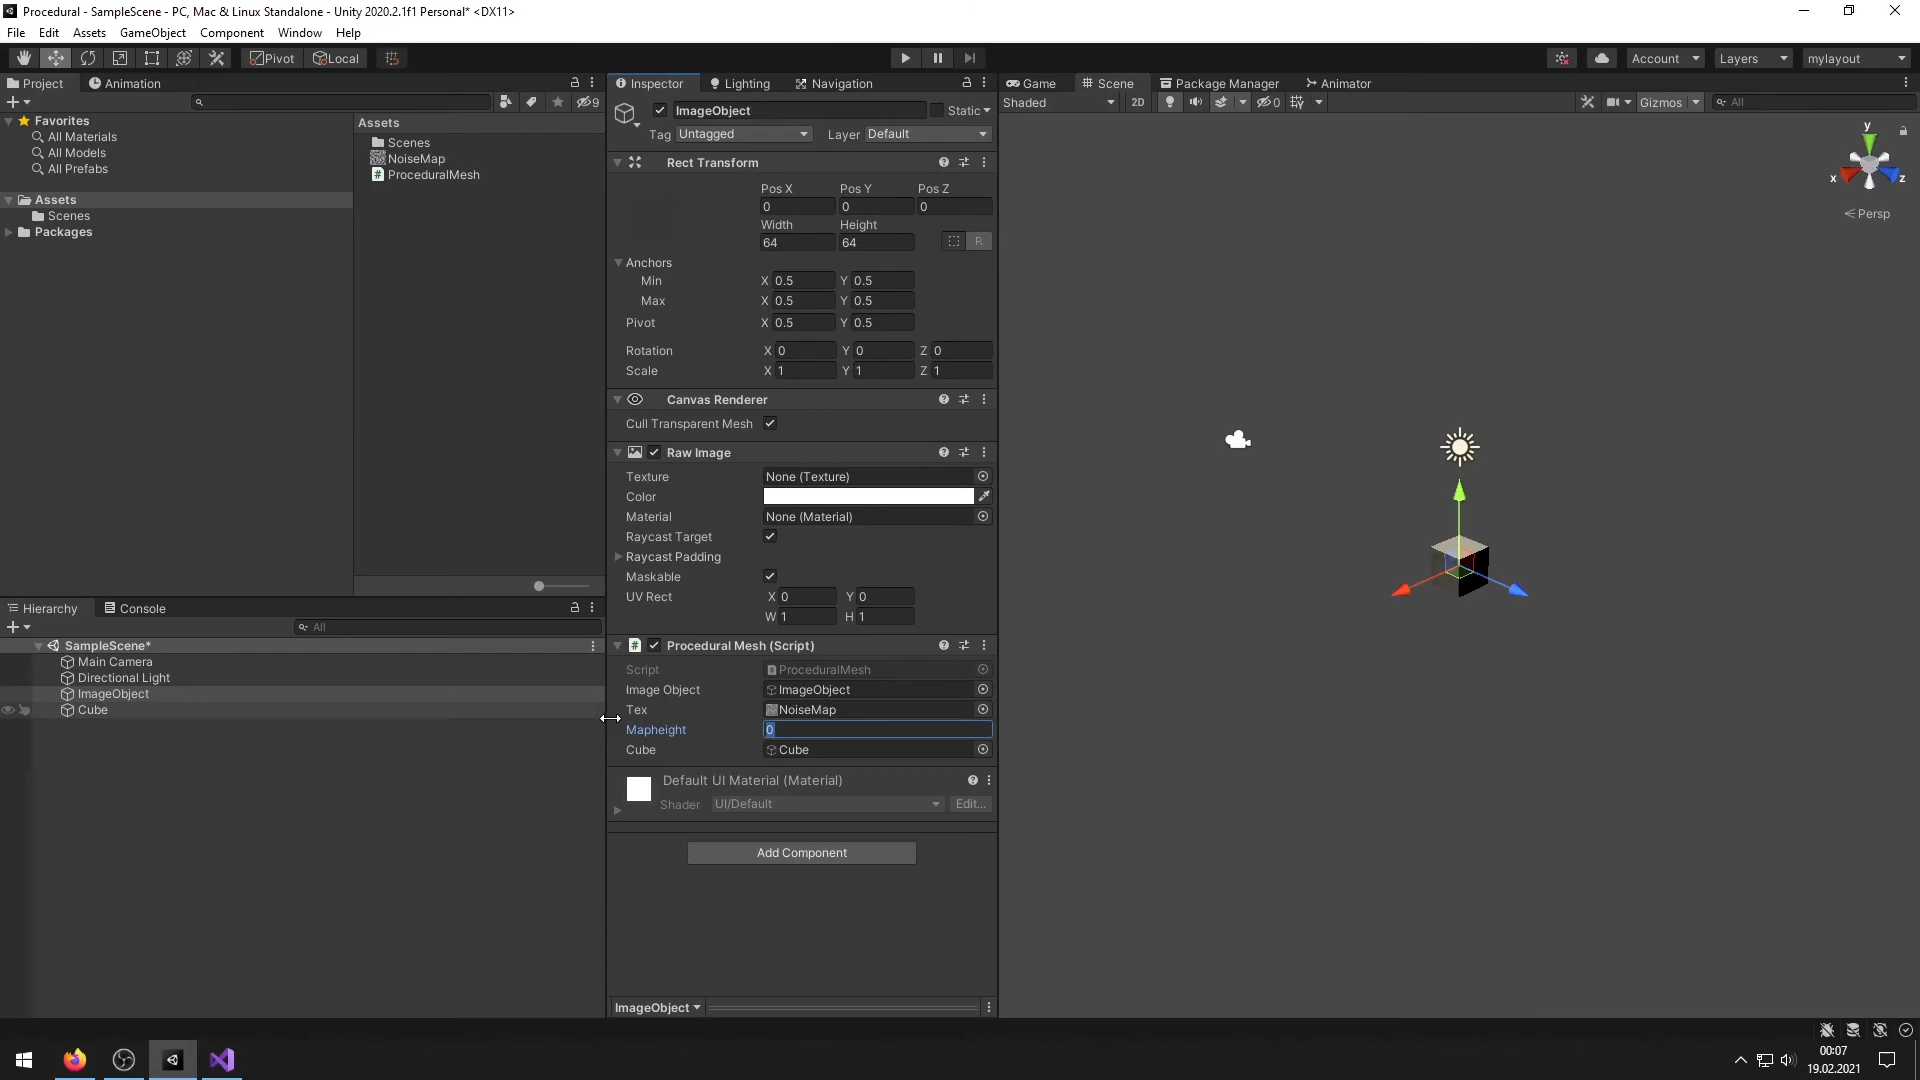 Procedural - SampleScene - PC, Mac & Linux Standalone - Unity 2020.2.1f1 Personal* <DX11>
File Edit Assets GameObject Component Window Help
Pivot Local Account Layers mylayout
Project Animation
9
Favorites
All Materials
All Models
All Prefabs
Assets
Scenes
Packages
Assets
Scenes
NoiseMap
ProceduralMesh
Hierarchy Console
All
SampleScene*
Main Camera
Directional Light
ImageObject
Cube
Inspector Lighting Navigation
ImageObject Static
Tag Untagged Layer Default
Rect Transform
Pos X Pos Y Pos Z
0 0 0
Width Height
64 64 R
Anchors
Min X 0.5 Y 0.5
Max X 0.5 Y 0.5
Pivot X 0.5 Y 0.5
Rotation X 0 Y 0 Z 0
Scale X 1 Y 1 Z 1
Canvas Renderer
Cull Transparent Mesh
Raw Image
Texture None (Texture)
Color
Material None (Material)
Raycast Target
Raycast Padding
Maskable
UV Rect X 0 Y 0
W 1 H 1
# Procedural Mesh (Script)
Script ProceduralMesh
Image Object ImageObject
Tex NoiseMap
Mapheight 0
Cube Cube
Default UI Material (Material)
Shader UI/Default Edit...
Add Component
ImageObject
Game Scene Package Manager Animator
Shaded 2D 0 Gizmos All
y
x z
Persp
00:07
19.02.2021